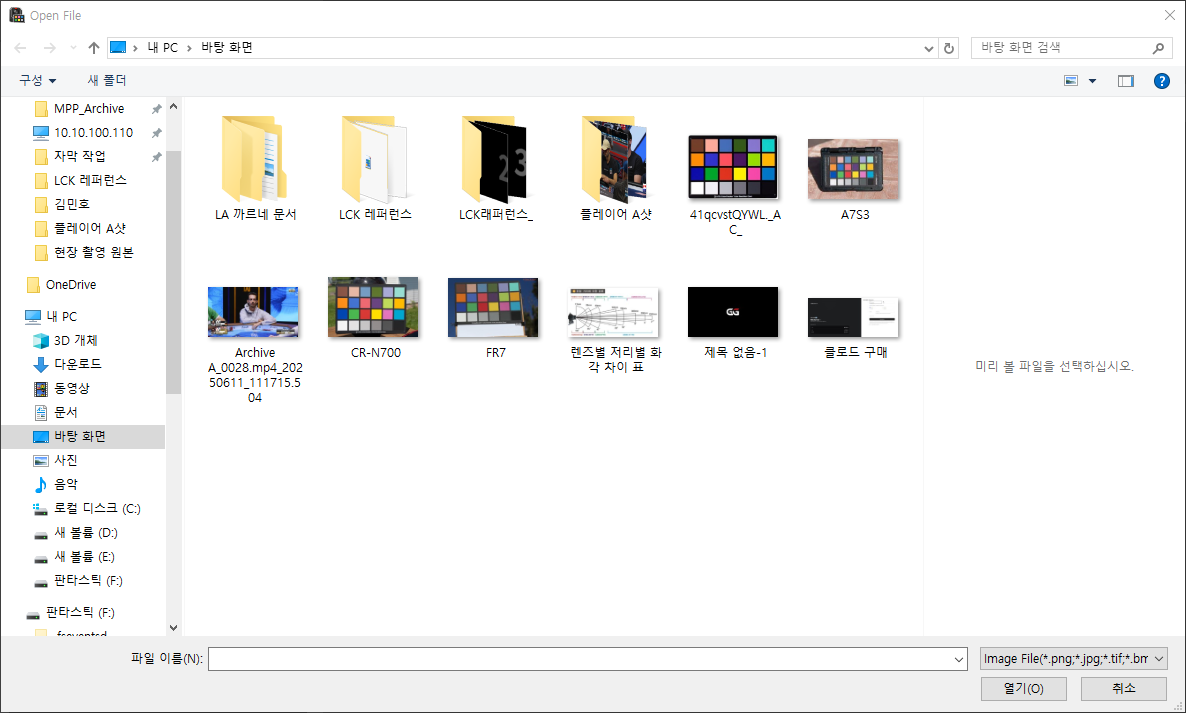 Open File
내 PC
바탕 화면
바탕 화면 검색
구성
새 폴더
MPP_Archive
10.10.100.110
자막 작업
LCK 레퍼런스
김민호
플레이어 A샷
현장 촬영 원본
OneDrive
내 PC
3D 개체
다운로드
동영상
문서
바탕 화면
사진
음악
로컬 디스크 (C:)
새 볼륨 (D:)
새 볼륨 (E:)
판타스틱 (F:)
판타스틱 (F:)
.fseventsd
LA 까르네 문서
LCK 레퍼런스
LCK래퍼런스_
플레이어 A샷
41qcvstQYWL._A
C_
A7S3
Archive
A_0028.mp4_202
50611_111715.5
04
CR-N700
FR7
렌즈별 저리별 화
각 차이 표
제목 없음-1
클로드 구매
미리 볼 파일을 선택하십시오.
파일 이름(N):
Image File(*.png;*.jpg;*.tif;*.bm
열기(O)
취소